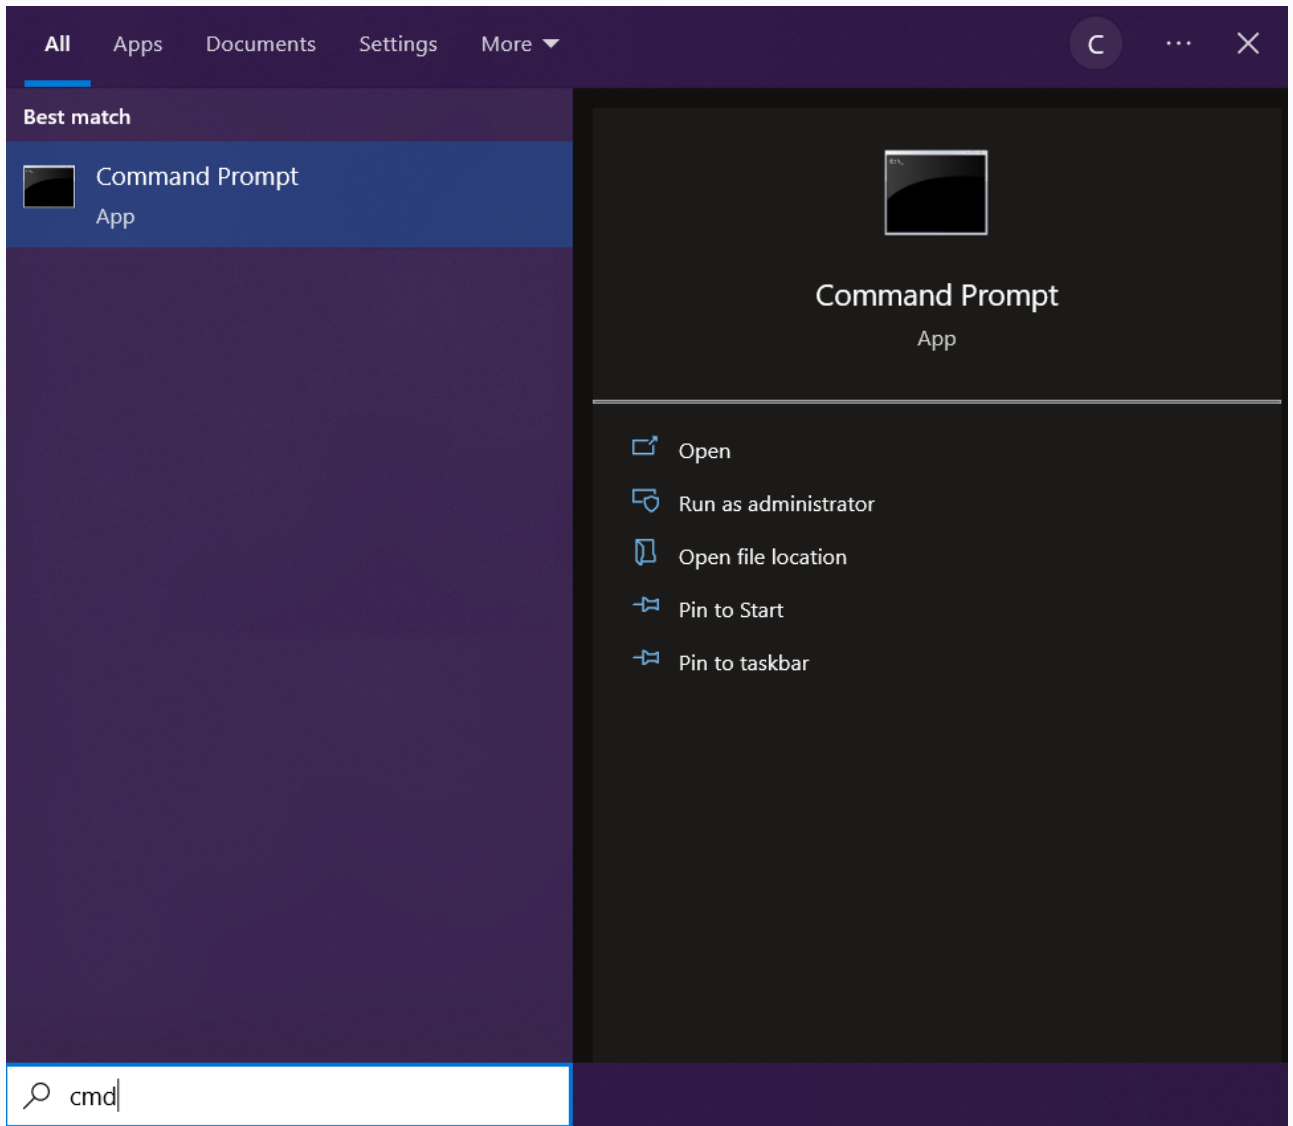 All Apps Documents Settings More
C
Best match
Command Prompt
App
Command Prompt
App
Open
Run as administrator
Open file location
Pin to Start
Pin to taskbar
cmd